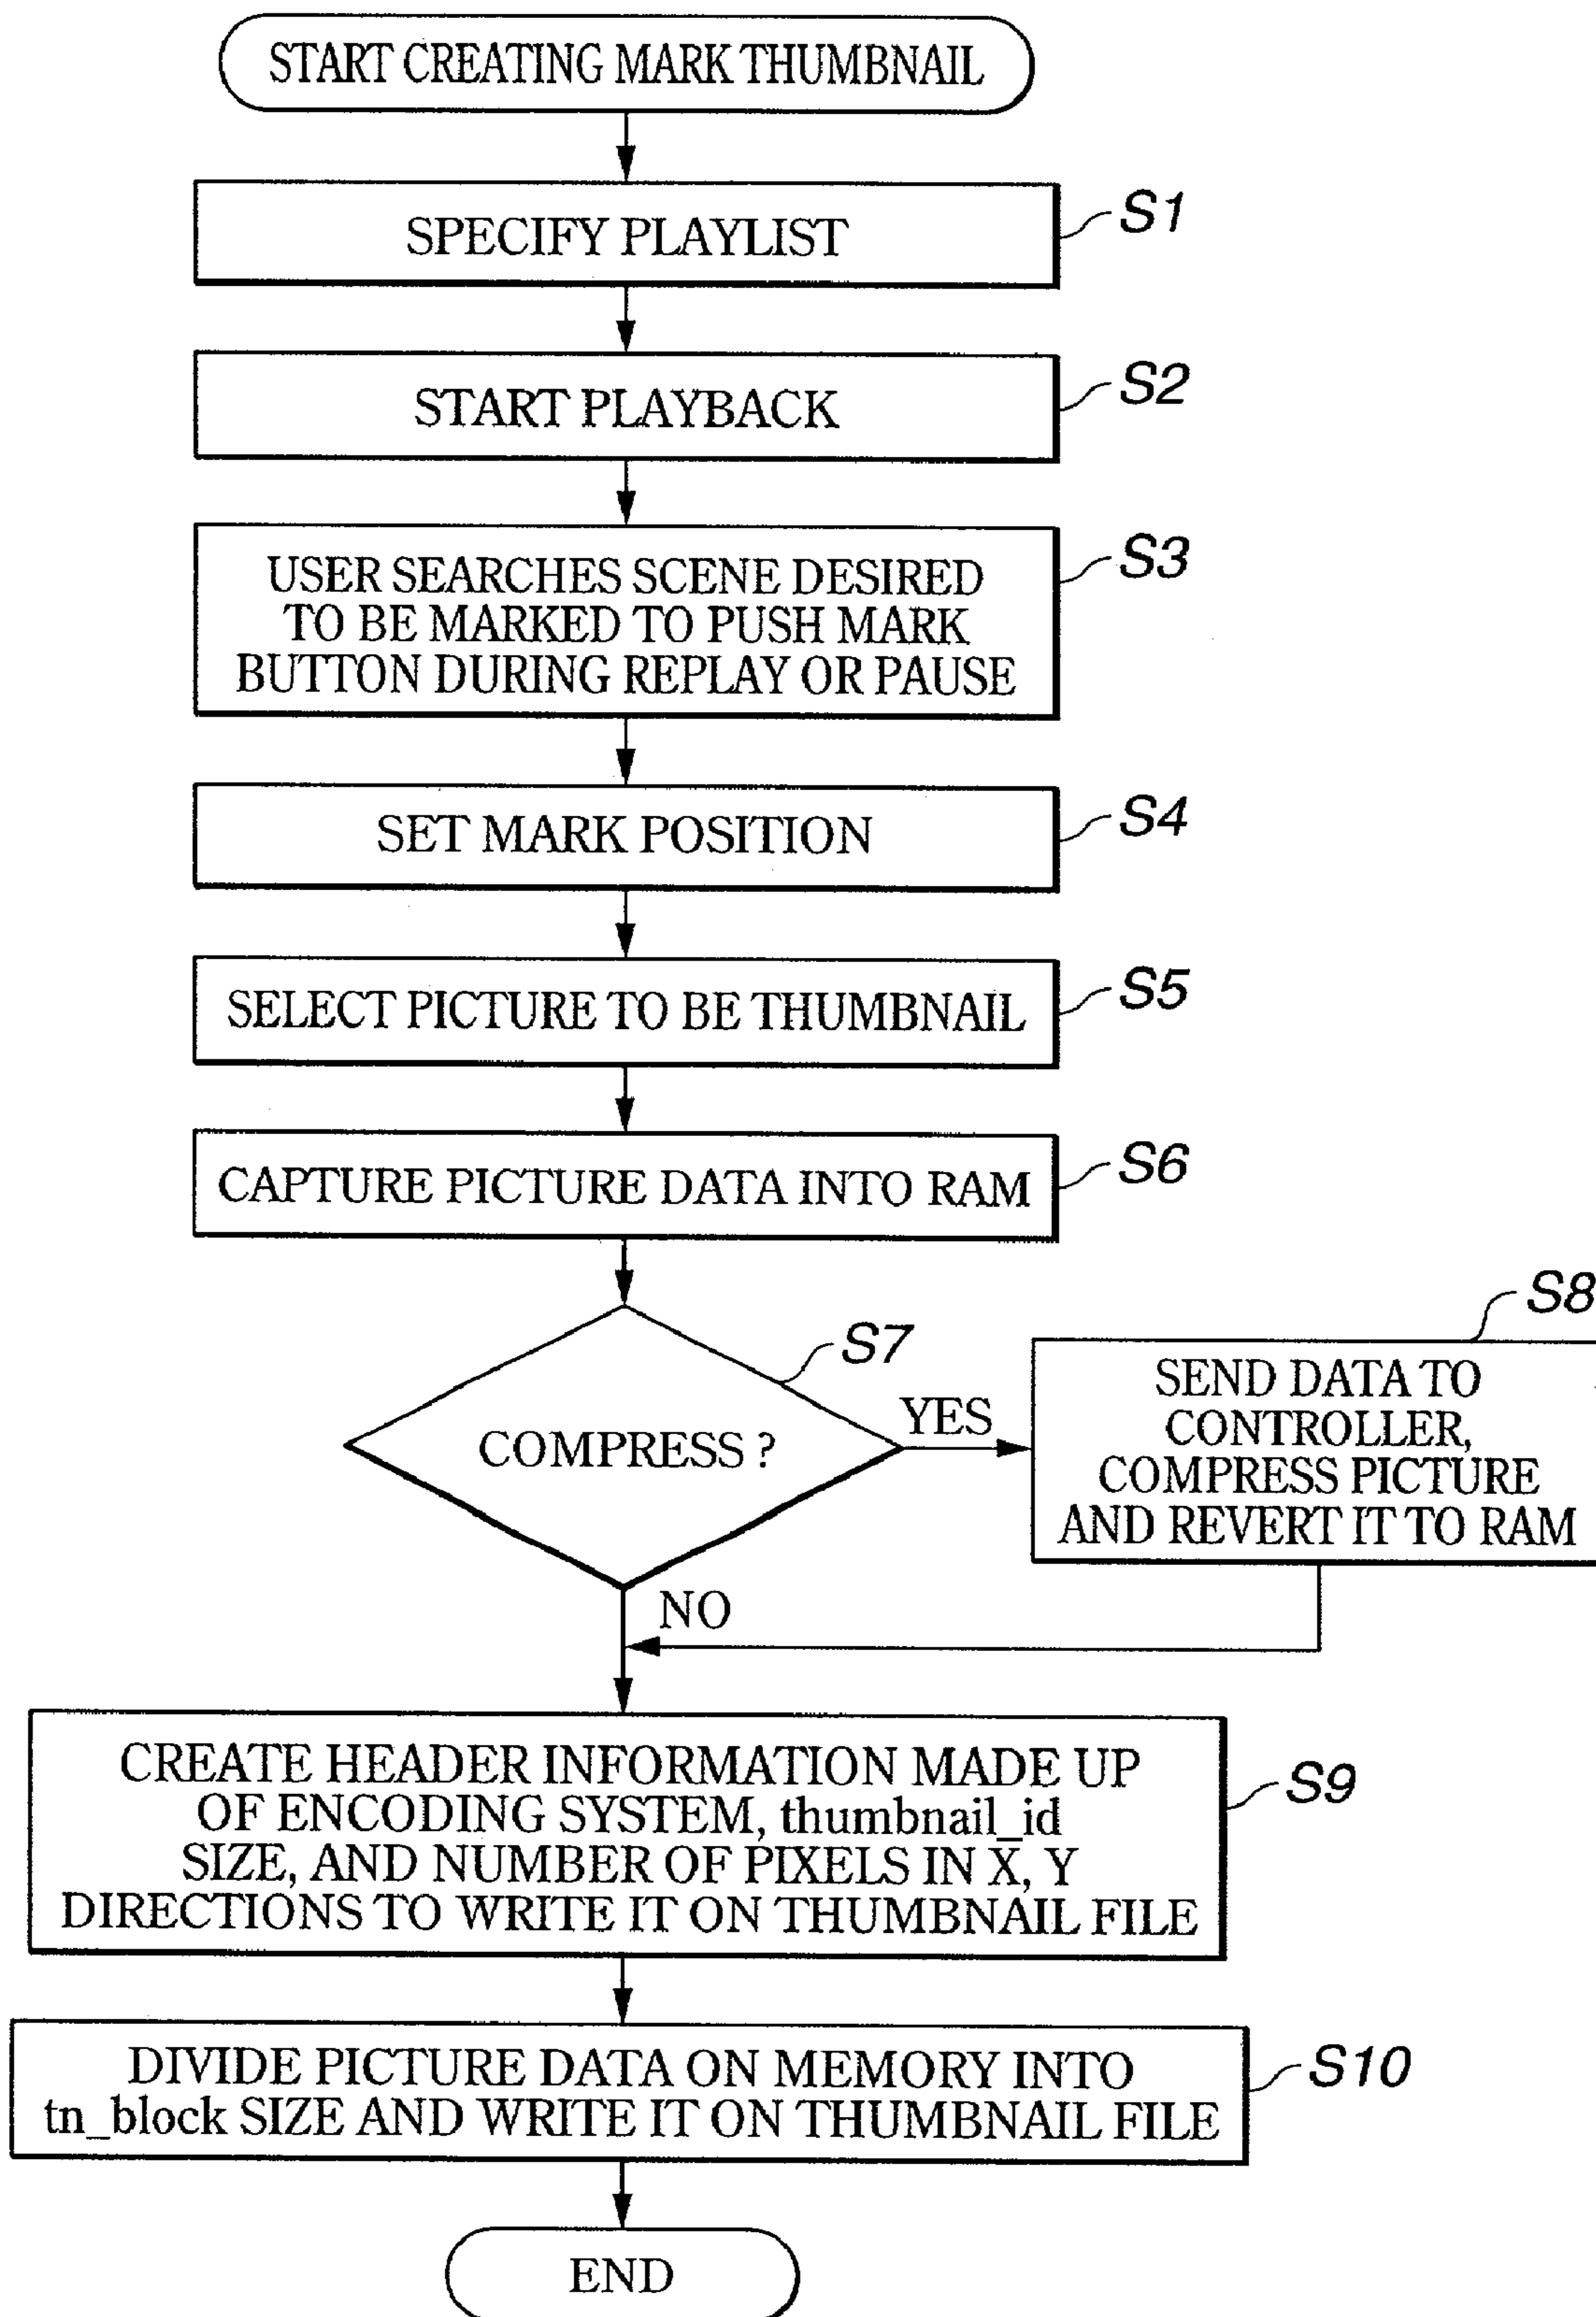 START CREATING MARK THUMBNAIL
SPECIFY PLAYLIST
S1
START PLAYBACK
S2
USER SEARCHES SCENE DESIRED
TO BE MARKED TO PUSH MARK
BUTTON DURING REPLAY OR PAUSE
S3
SET MARK POSITION
S4
SELECT PICTURE TO BE THUMBNAIL
S5
CAPTURE PICTURE DATA INTO RAM
S6
COMPRESS ?
S7
YES
S8
SEND DATA TO
CONTROLLER,
COMPRESS PICTURE
AND REVERT IT TO RAM
NO
CREATE HEADER INFORMATION MADE UP
OF ENCODING SYSTEM, thumbnail_id
SIZE, AND NUMBER OF PIXELS IN X, Y
DIRECTIONS TO WRITE IT ON THUMBNAIL FILE
S9
DIVIDE PICTURE DATA ON MEMORY INTO
tn_block SIZE AND WRITE IT ON THUMBNAIL FILE
S10
END